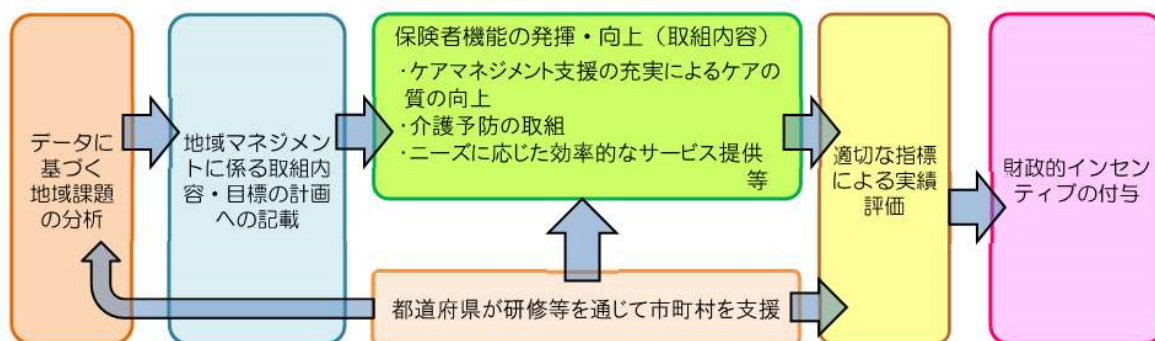 データに
基づく
地域課題
の分析
地域マネジメン
トに係る取組内
容・目標の計画
への記載
保険者機能の発揮・向上（取組内容）
・ケアマネジメント支援の充実によるケアの
質の向上
・介護予防の取組
・ニーズに応じた効率的なサービス提供
等
都道府県が研修等を通じて市町村を支援
適切な指標
による実績
評価
財政的インセン
ティブの付与